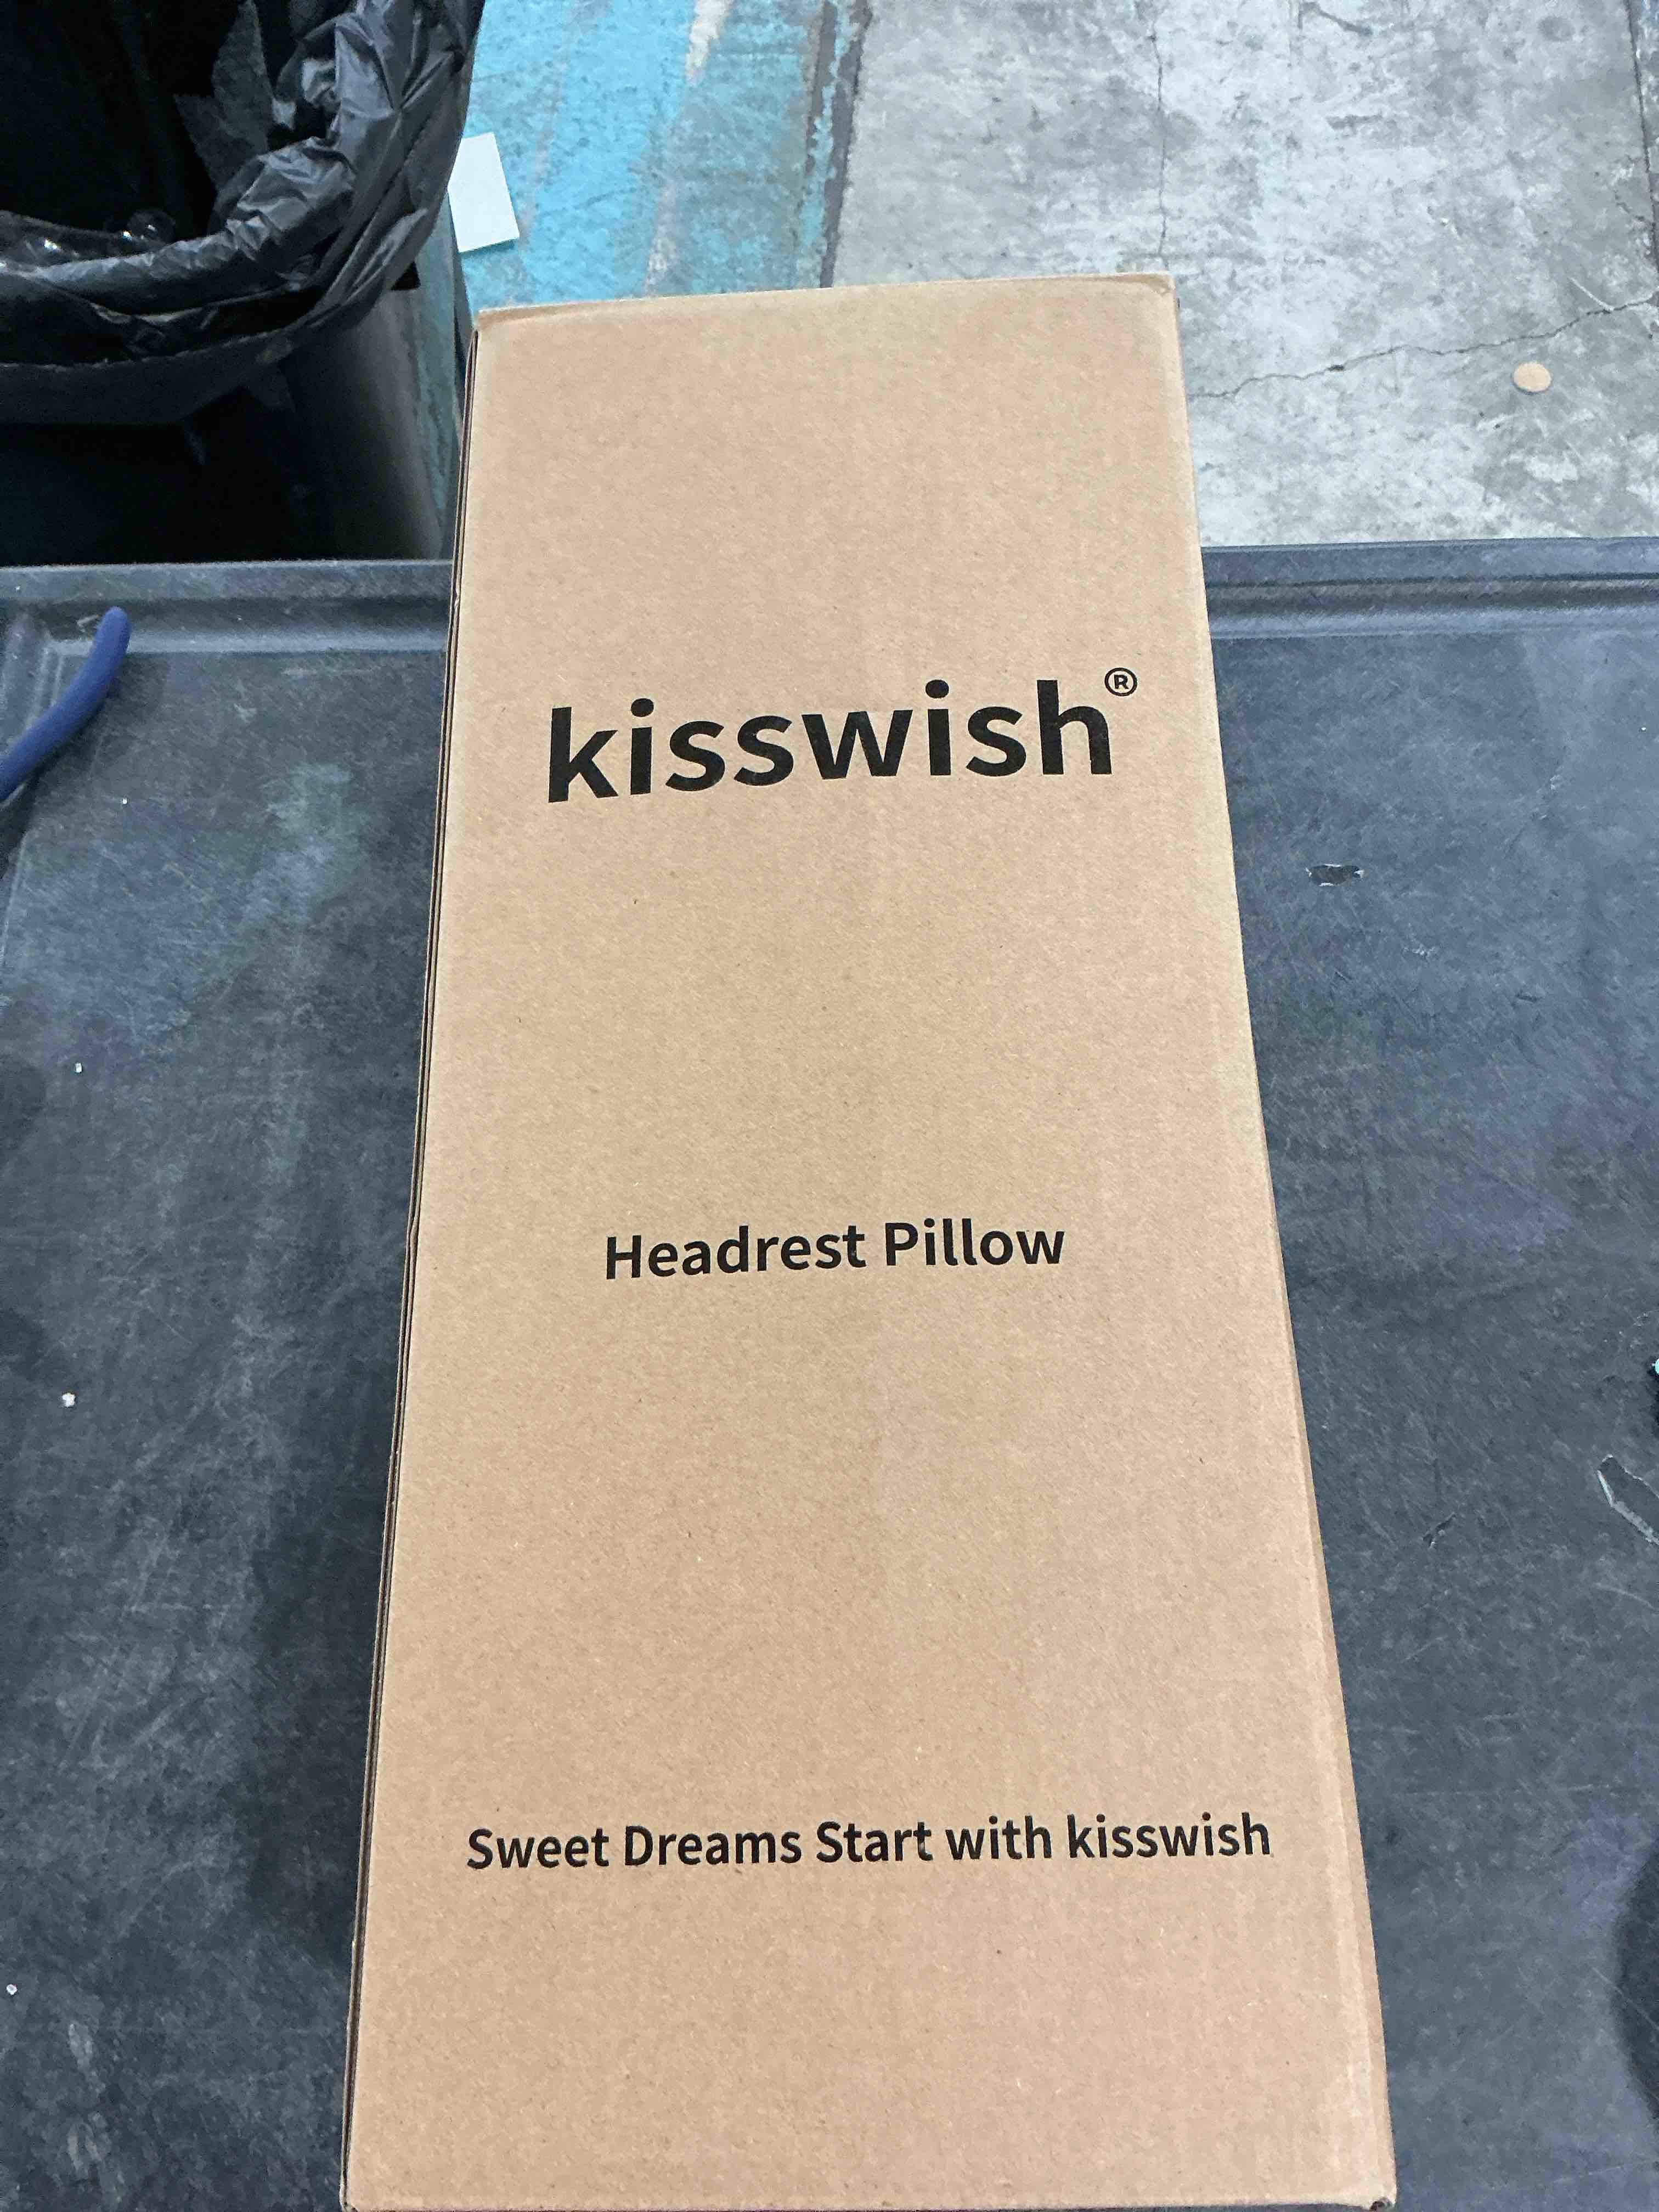 kisswish®
Headrest Pillow
Sweet Dreams Start with kisswish